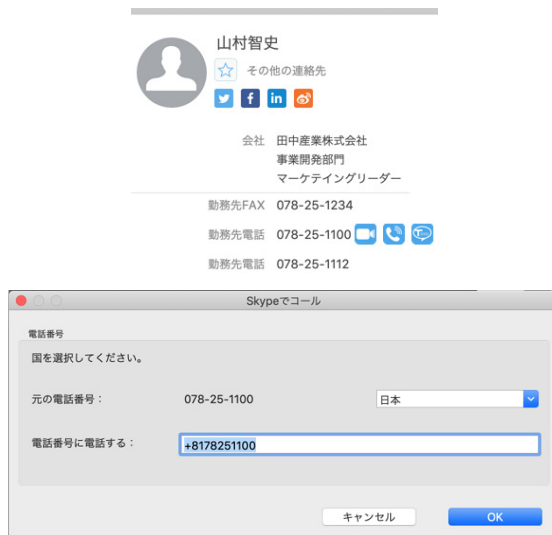 山村智史
その他の連絡先
会社 田中産業株式会社
事業開発部門
マーケテイングリーダー
勤務先FAX 078-25-1234
勤務先電話 078-25-1100
勤務先電話 078-25-1112
Skypeでコール
電話番号
国を選択してください。
元の電話番号： 078-25-1100 日本
電話番号に電話する： +8178251100
キャンセル OK